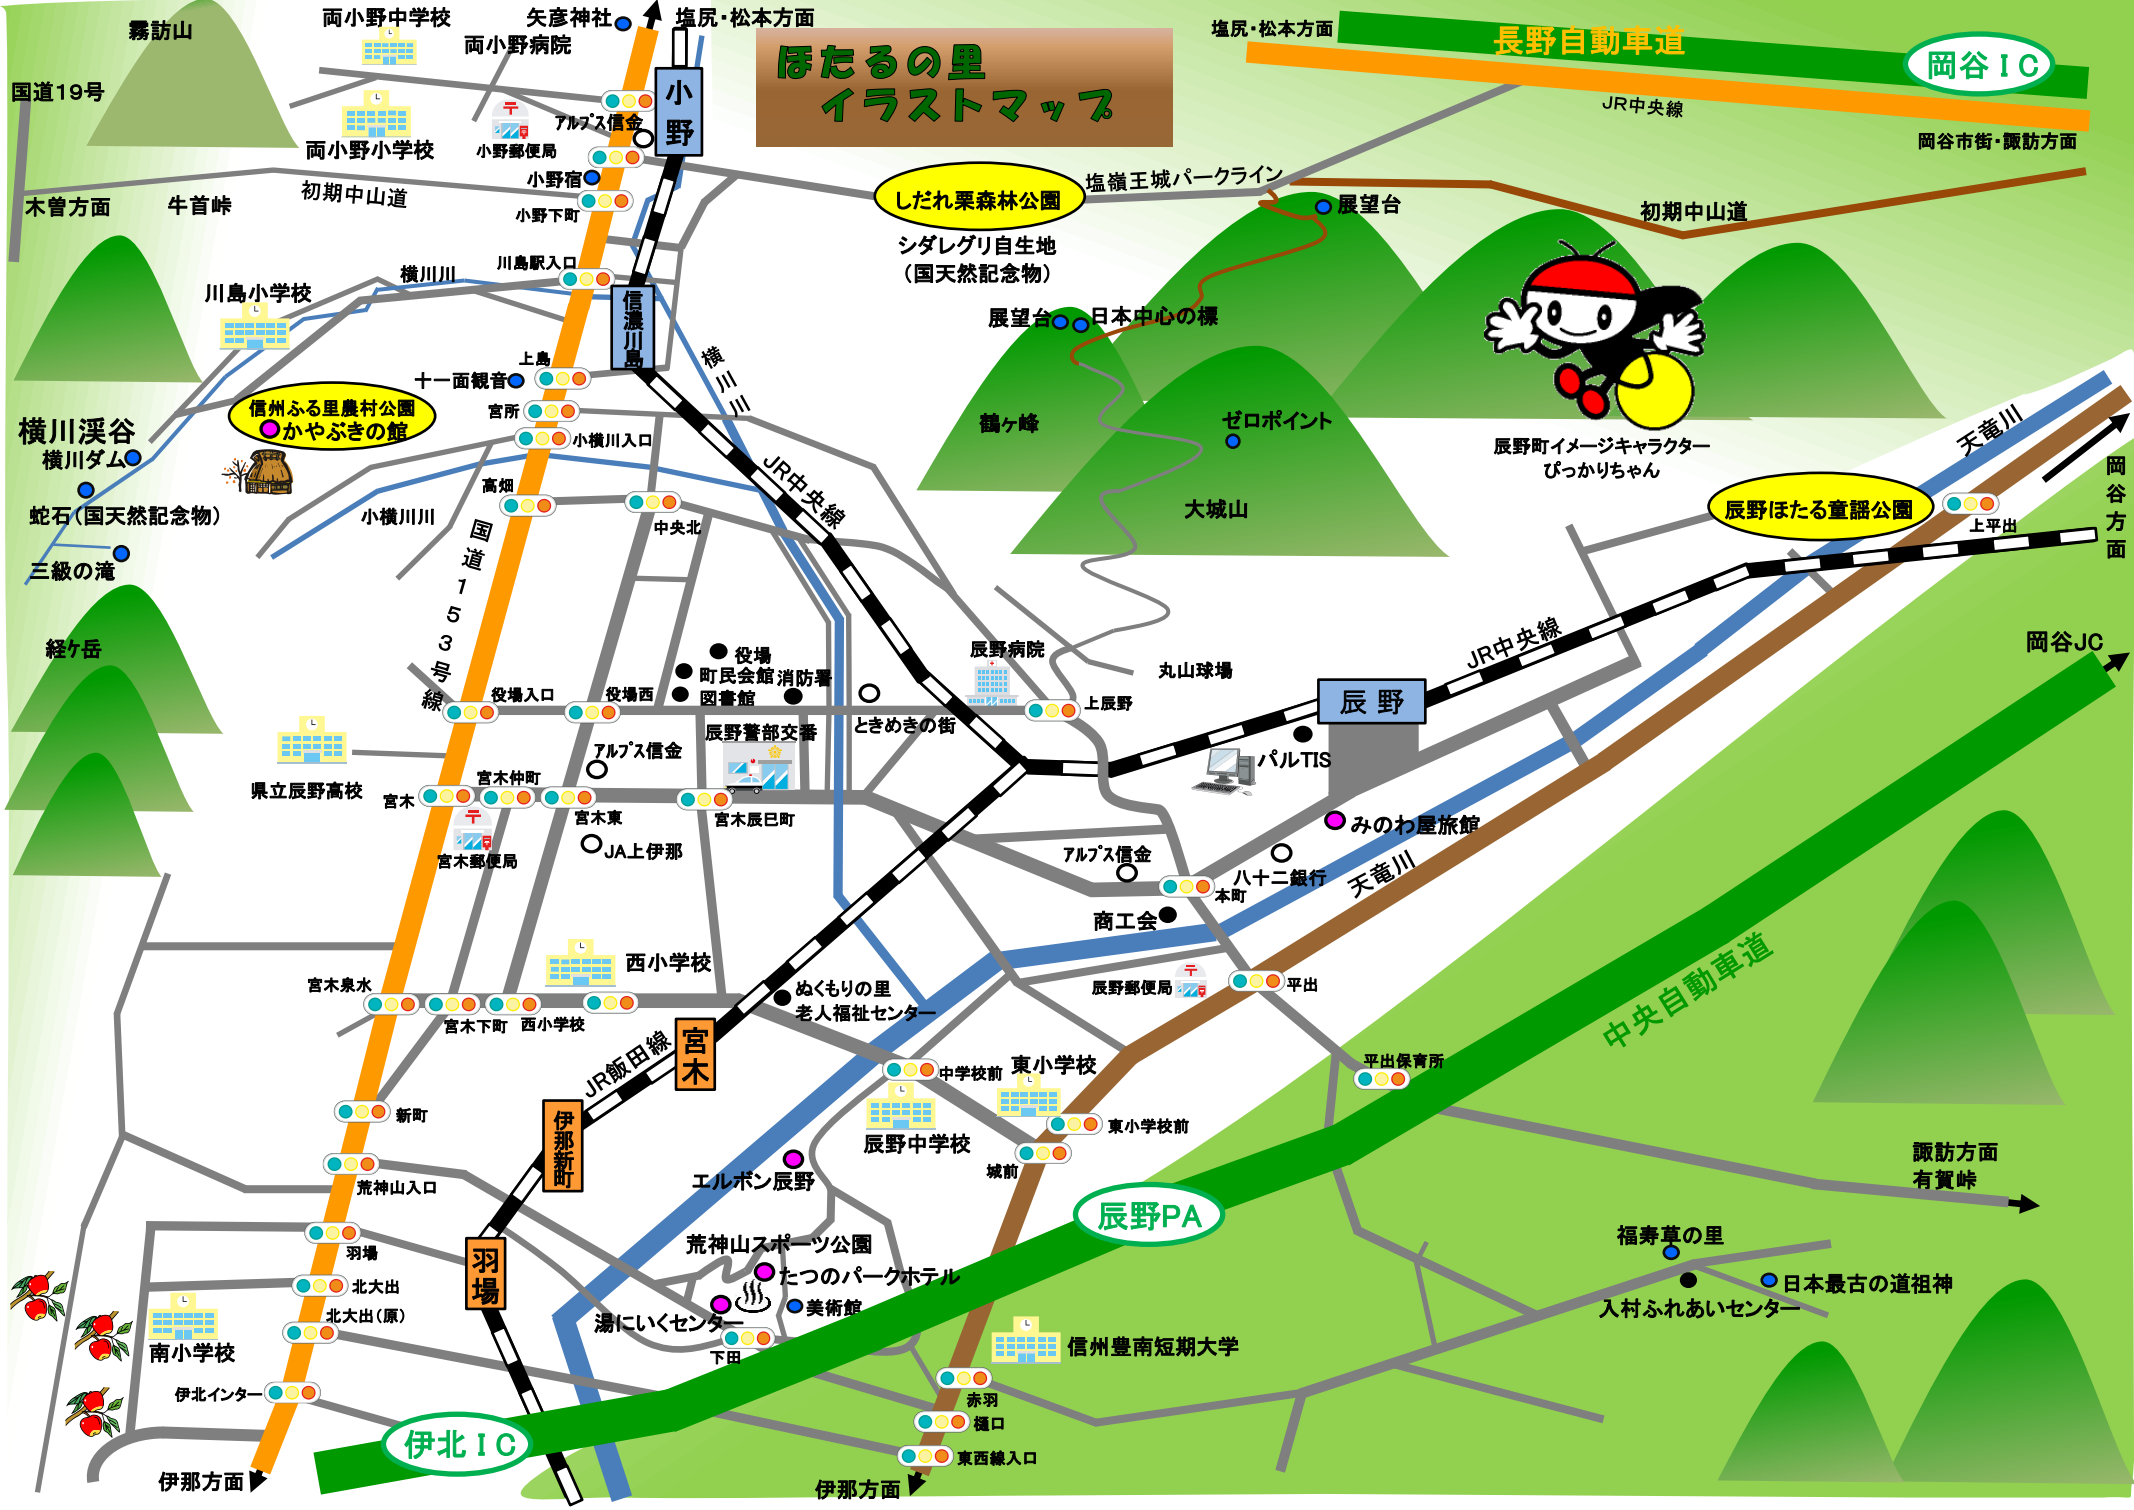 霧訪山
両小野中学校
矢彦神社
塩尻・松本方面
両小野病院
ほたるの里
イラストマップ
塩尻・松本方面
長野自動車道
岡谷IC
JR中央線
岡谷市街・諏訪方面
国道19号
両小野小学校
小野郵便局
アルプス信金
小野
小野宿
小野下町
初期中山道
木曽方面
牛首峠
しだれ栗森林公園
シダレグリ自生地
(国天然記念物)
塩嶺王城パークライン
展望台
初期中山道
川島駅入口
横川川
川島小学校
信濃川島
展望台
日本中心の標
上島
十一面観音
横川川
宮所
信州ふる里農村公園
かやぶきの館
小横川入口
鶴ヶ峰
ゼロポイント
辰野町イメージキャラクター
ぴっかりちゃん
天竜川
岡谷方面
横川渓谷
横川ダム
蛇石(国天然記念物)
三級の滝
高畑
小横川川
国道153号線
中央北
JR中央線
大城山
辰野ほたる童謡公園
上平出
経ケ岳
役場
町民会館
消防署
図書館
役場入口
役場西
ときめきの街
辰野病院
丸山球場
上辰野
JR中央線
辰野
岡谷JC
辰野警部交番
県立辰野高校
アルプス信金
宮木
宮木仲町
宮木東
宮木辰巳町
パルTIS
宮木郵便局
JA上伊那
みのわ屋旅館
アルプス信金
八十二銀行
本町
天竜川
商工会
西小学校
宮木泉水
宮木下町
西小学校
ぬくもりの里
老人福祉センター
辰野郵便局
平出
中央自動車道
宮木
JR飯田線
中学校前
東小学校
平出保育所
新町
伊那新町
辰野中学校
東小学校前
城前
荒神山入口
エルボン辰野
諏訪方面
有賀峠
辰野PA
羽場
羽場
荒神山スポーツ公園
たつのパークホテル
福寿草の里
日本最古の道祖神
入村ふれあいセンター
北大出
北大出(原)
湯にいくセンター
美術館
下田
南小学校
信州豊南短期大学
伊北インター
赤羽
樋口
伊北IC
東西線入口
伊那方面
伊那方面